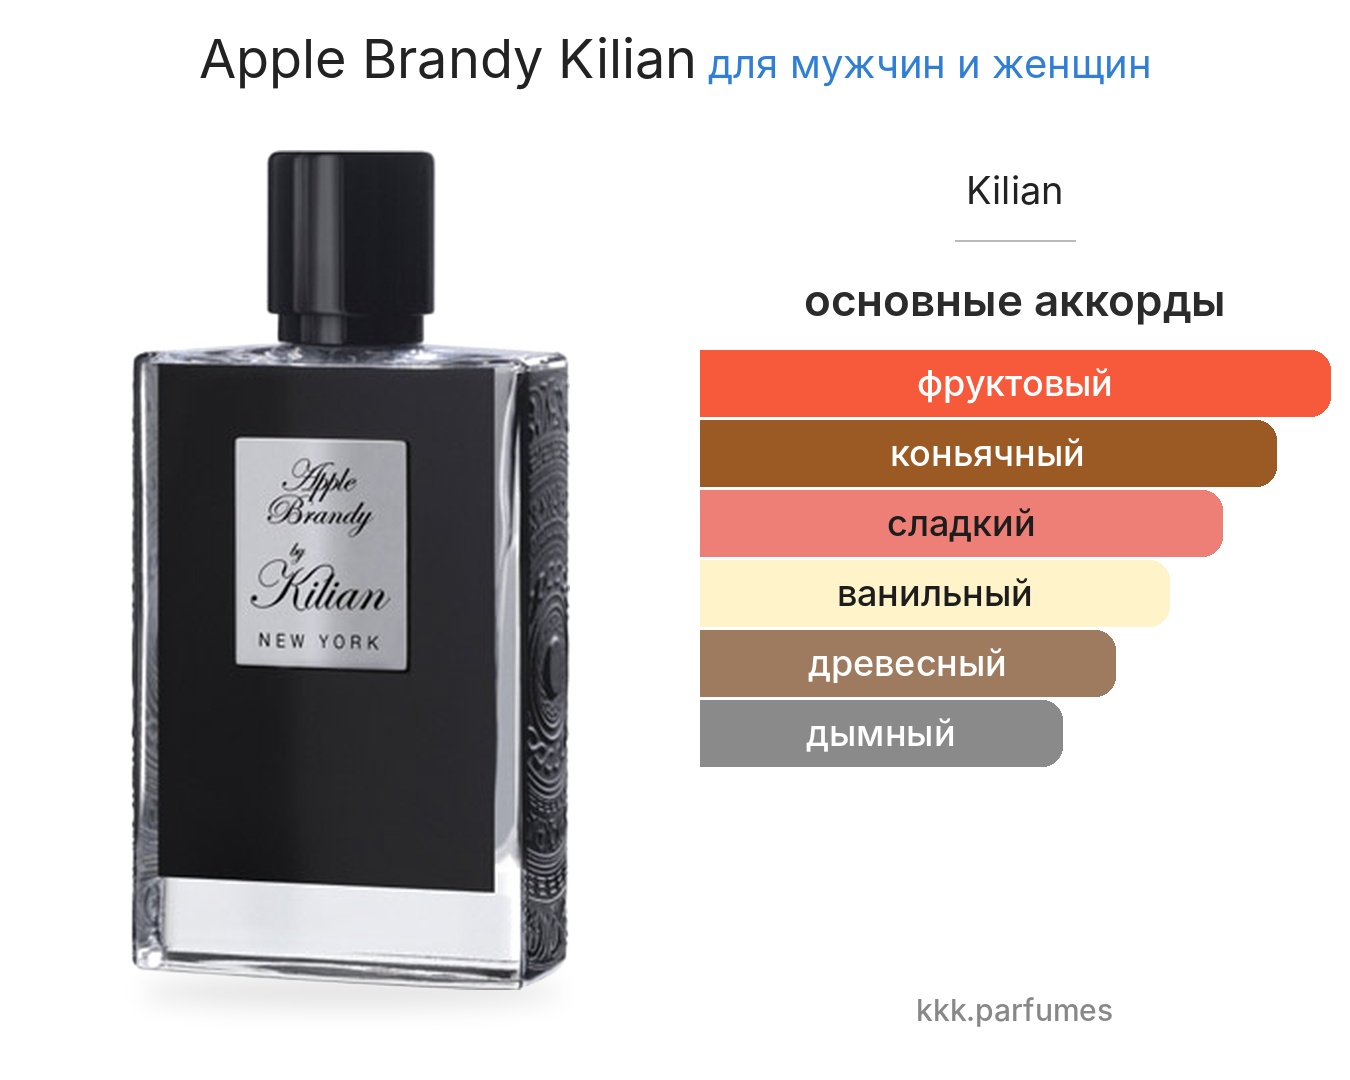 Apple Brandy Kilian для мужчин и женщин
Apple
Brandy
by
Kilian
NEW YORK
Kilian
основные аккорды
фруктовый
коньячный
сладкий
ванильный
древесный
дымный
kkk.parfumes